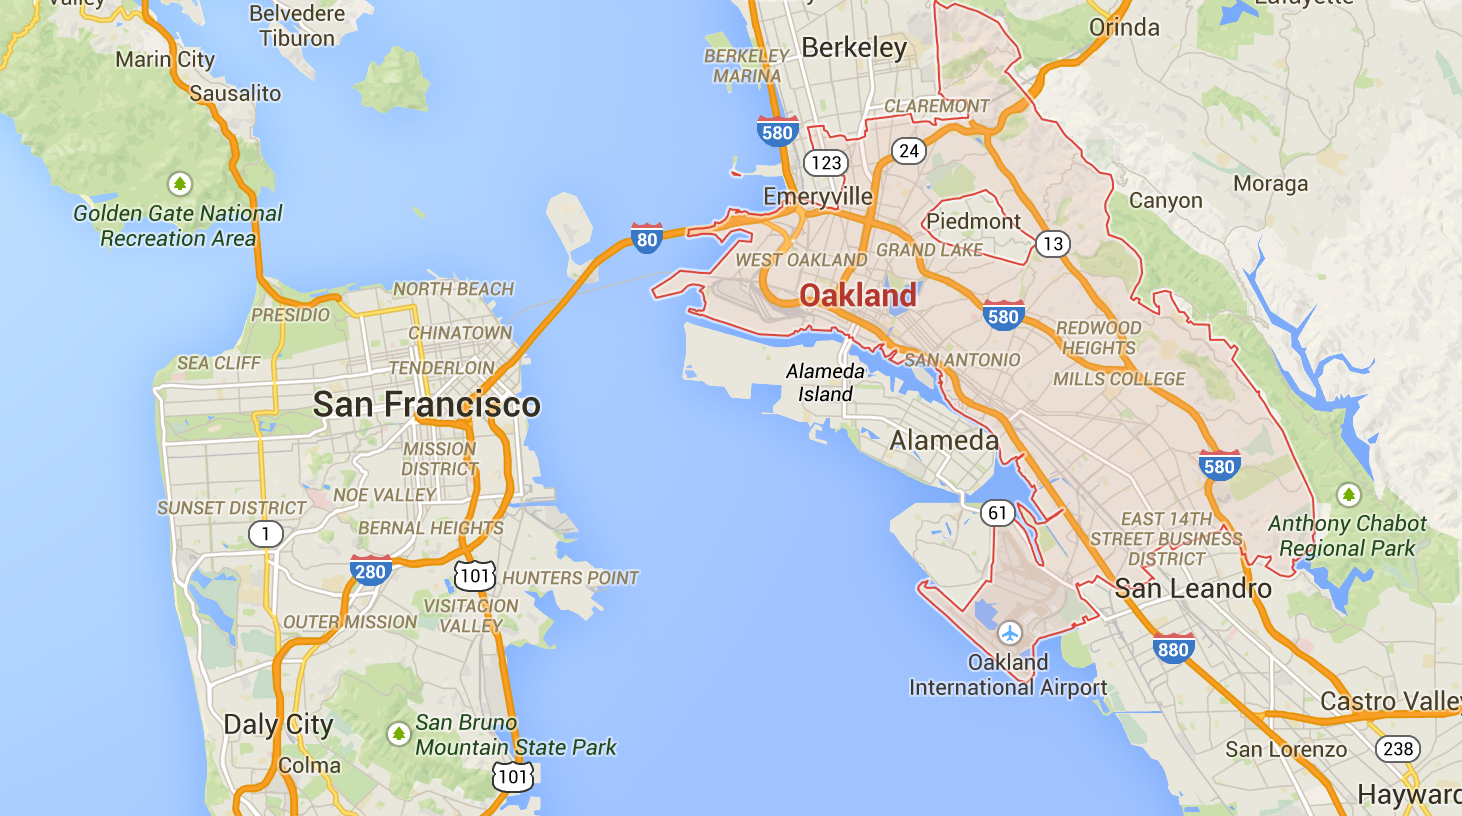 Valley
Belvedere
Tiburon
Marin City
Sausalito
Golden Gate National
Recreation Area
BERKELEY
MARINA
Berkeley
Orinda
Lafayette
CLAREMONT
580
123
24
Emeryville
Piedmont
Moraga
Canyon
80
13
WEST OAKLAND
GRAND LAKE
Oakland
580
REDWOOD
HEIGHTS
MILLS COLLEGE
SAN ANTONIO
NORTH BEACH
PRESIDIO
CHINATOWN
SEA CLIFF
TENDERLOIN
San Francisco
Alameda
Island
Alameda
MISSION
DISTRICT
NOE VALLEY
SUNSET DISTRICT
BERNAL HEIGHTS
1
280
101
HUNTERS POINT
OUTER MISSION
VISITACION
VALLEY
580
61
EAST 14TH
STREET BUSINESS
DISTRICT
Anthony Chabot
Regional Park
San Leandro
Oakland
International Airport
880
Daly City
San Bruno
Mountain State Park
Colma
101
Castro Valley
San Lorenzo
238
Hayward